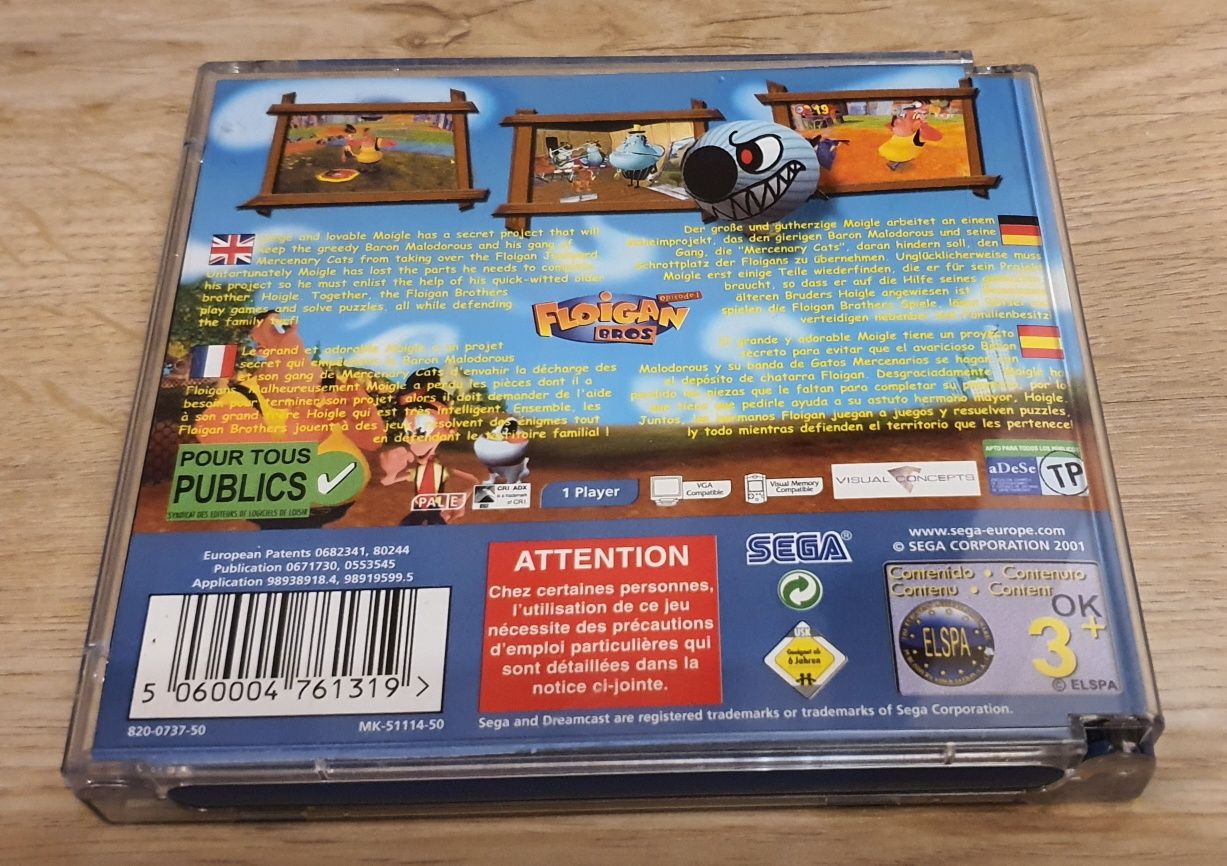 and lovable Moigle has a secret project that will
keep the greedy Baron Malodorous and his gang of
Mercenary Cats from taking over the Floigan
Unfortunately Moigle has lost the parts he needs to
his project so he must enlist the help of his quick-witted older
brother, Hoigle. Together, the Floigan Brothers
play games and solve puzzles, all while defending
the family turf!
Der große und gutherzige Moigle arbeitet an einem
das den gierigen Baron Malodorous und seine
Gang, die "Mercenary Cats", daran hindern soll, den
Schrottplatz der Floigans zu übernehmen. Unglücklicherweise muss
Moigle erst einige Teile wiederfinden, die er für sein Projekt
braucht, so dass er auf die Hilfe seines
älteren Bruders Hoigle angewiesen ist
spielen die Floigan Brothers Spiele, lösen
verteidigen nebenbei den Familienbesitz
FLOIGAN
Episode 1
BROS
Le grand et adorable Moigle a un projet
secret qui empêchera Baron Malodorous
et son gang de Mercenary Cats d'envahir la décharge des
Floigans. Malheureusement Moigle a perdu les pièces dont il a
besoin pour terminer son projet, alors il doit demander de l'aide
à son grand frère Hoigle qui est très intelligent. Ensemble, les
Floigan Brothers jouent à des jeux, résolvent des énigmes tout
en défendant le territoire familial !
grande y adorable Moigle tiene un proyecto
secreto para evitar que el avaricioso Baron
Malodorous y su banda de Gatos Mercenarios se hagan con
el depósito de chatarra Floigan. Desgraciadamente, Moigle ha
perdido las piezas que le faltan para completar su por lo
que tiene que pedirle ayuda a su astuto hermano mayor, Hoigle.
Juntos, los hermanos Floigan juegan a juegos y resuelven puzzles,
¡y todo mientras defienden el territorio que les pertenece!
POUR TOUS
PUBLICS
SYNDICAT DES EDITEURS DE LOGICIELS DE LOISIRS
PAL/E
CRI ADX
is a trademark
of CRI.
1 Player
VGA
Compatible
Visual Memory
Compatible
VISUAL CONCEPTS
APTO PARA TODOS LOS PÚBLICOS
aDeSe
TP
European Patents 0682341, 80244
Publication 0671730, 0553545
Application 98938918.4, 98919599.5
5 060004 761319 >
820-0737-50
MK-51114-50
ATTENTION
Chez certaines personnes,
l'utilisation de ce jeu
nécessite des précautions
d'emploi particulières qui
sont détaillées dans la
notice ci-jointe.
SEGA®
www.sega-europe.com
© SEGA CORPORATION 2001
USK
Geeignet ab
6 Jahren
Contenido • Contenuto
Contenu • Content
OK
ELSPA
3+
© ELSPA
Sega and Dreamcast are registered trademarks or trademarks of Sega Corporation.